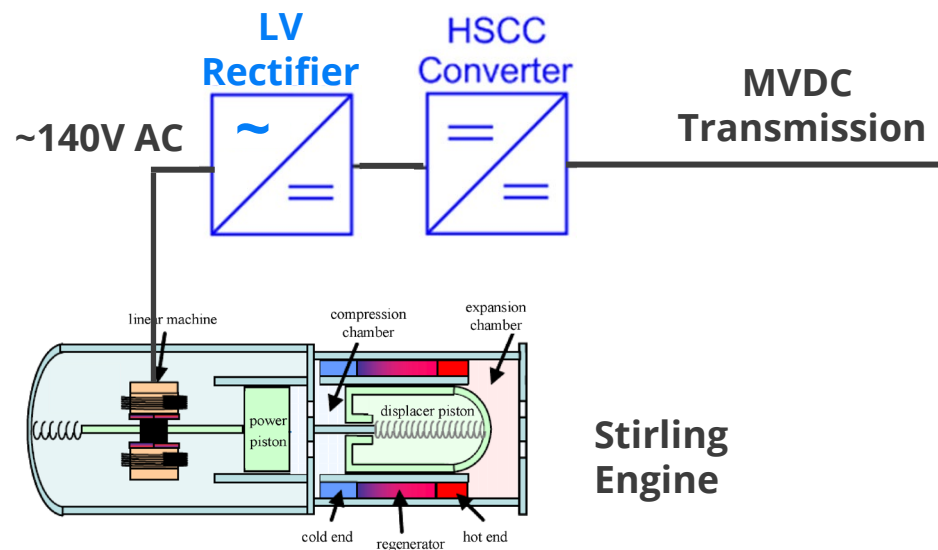 LV
Rectifier
HSCC
Converter
~140V AC
~
MVDC
Transmission
linear machine
compression
chamber
expansion
chamber
power
piston
displacer piston
Stirling
Engine
cold end
regenerator
hot end